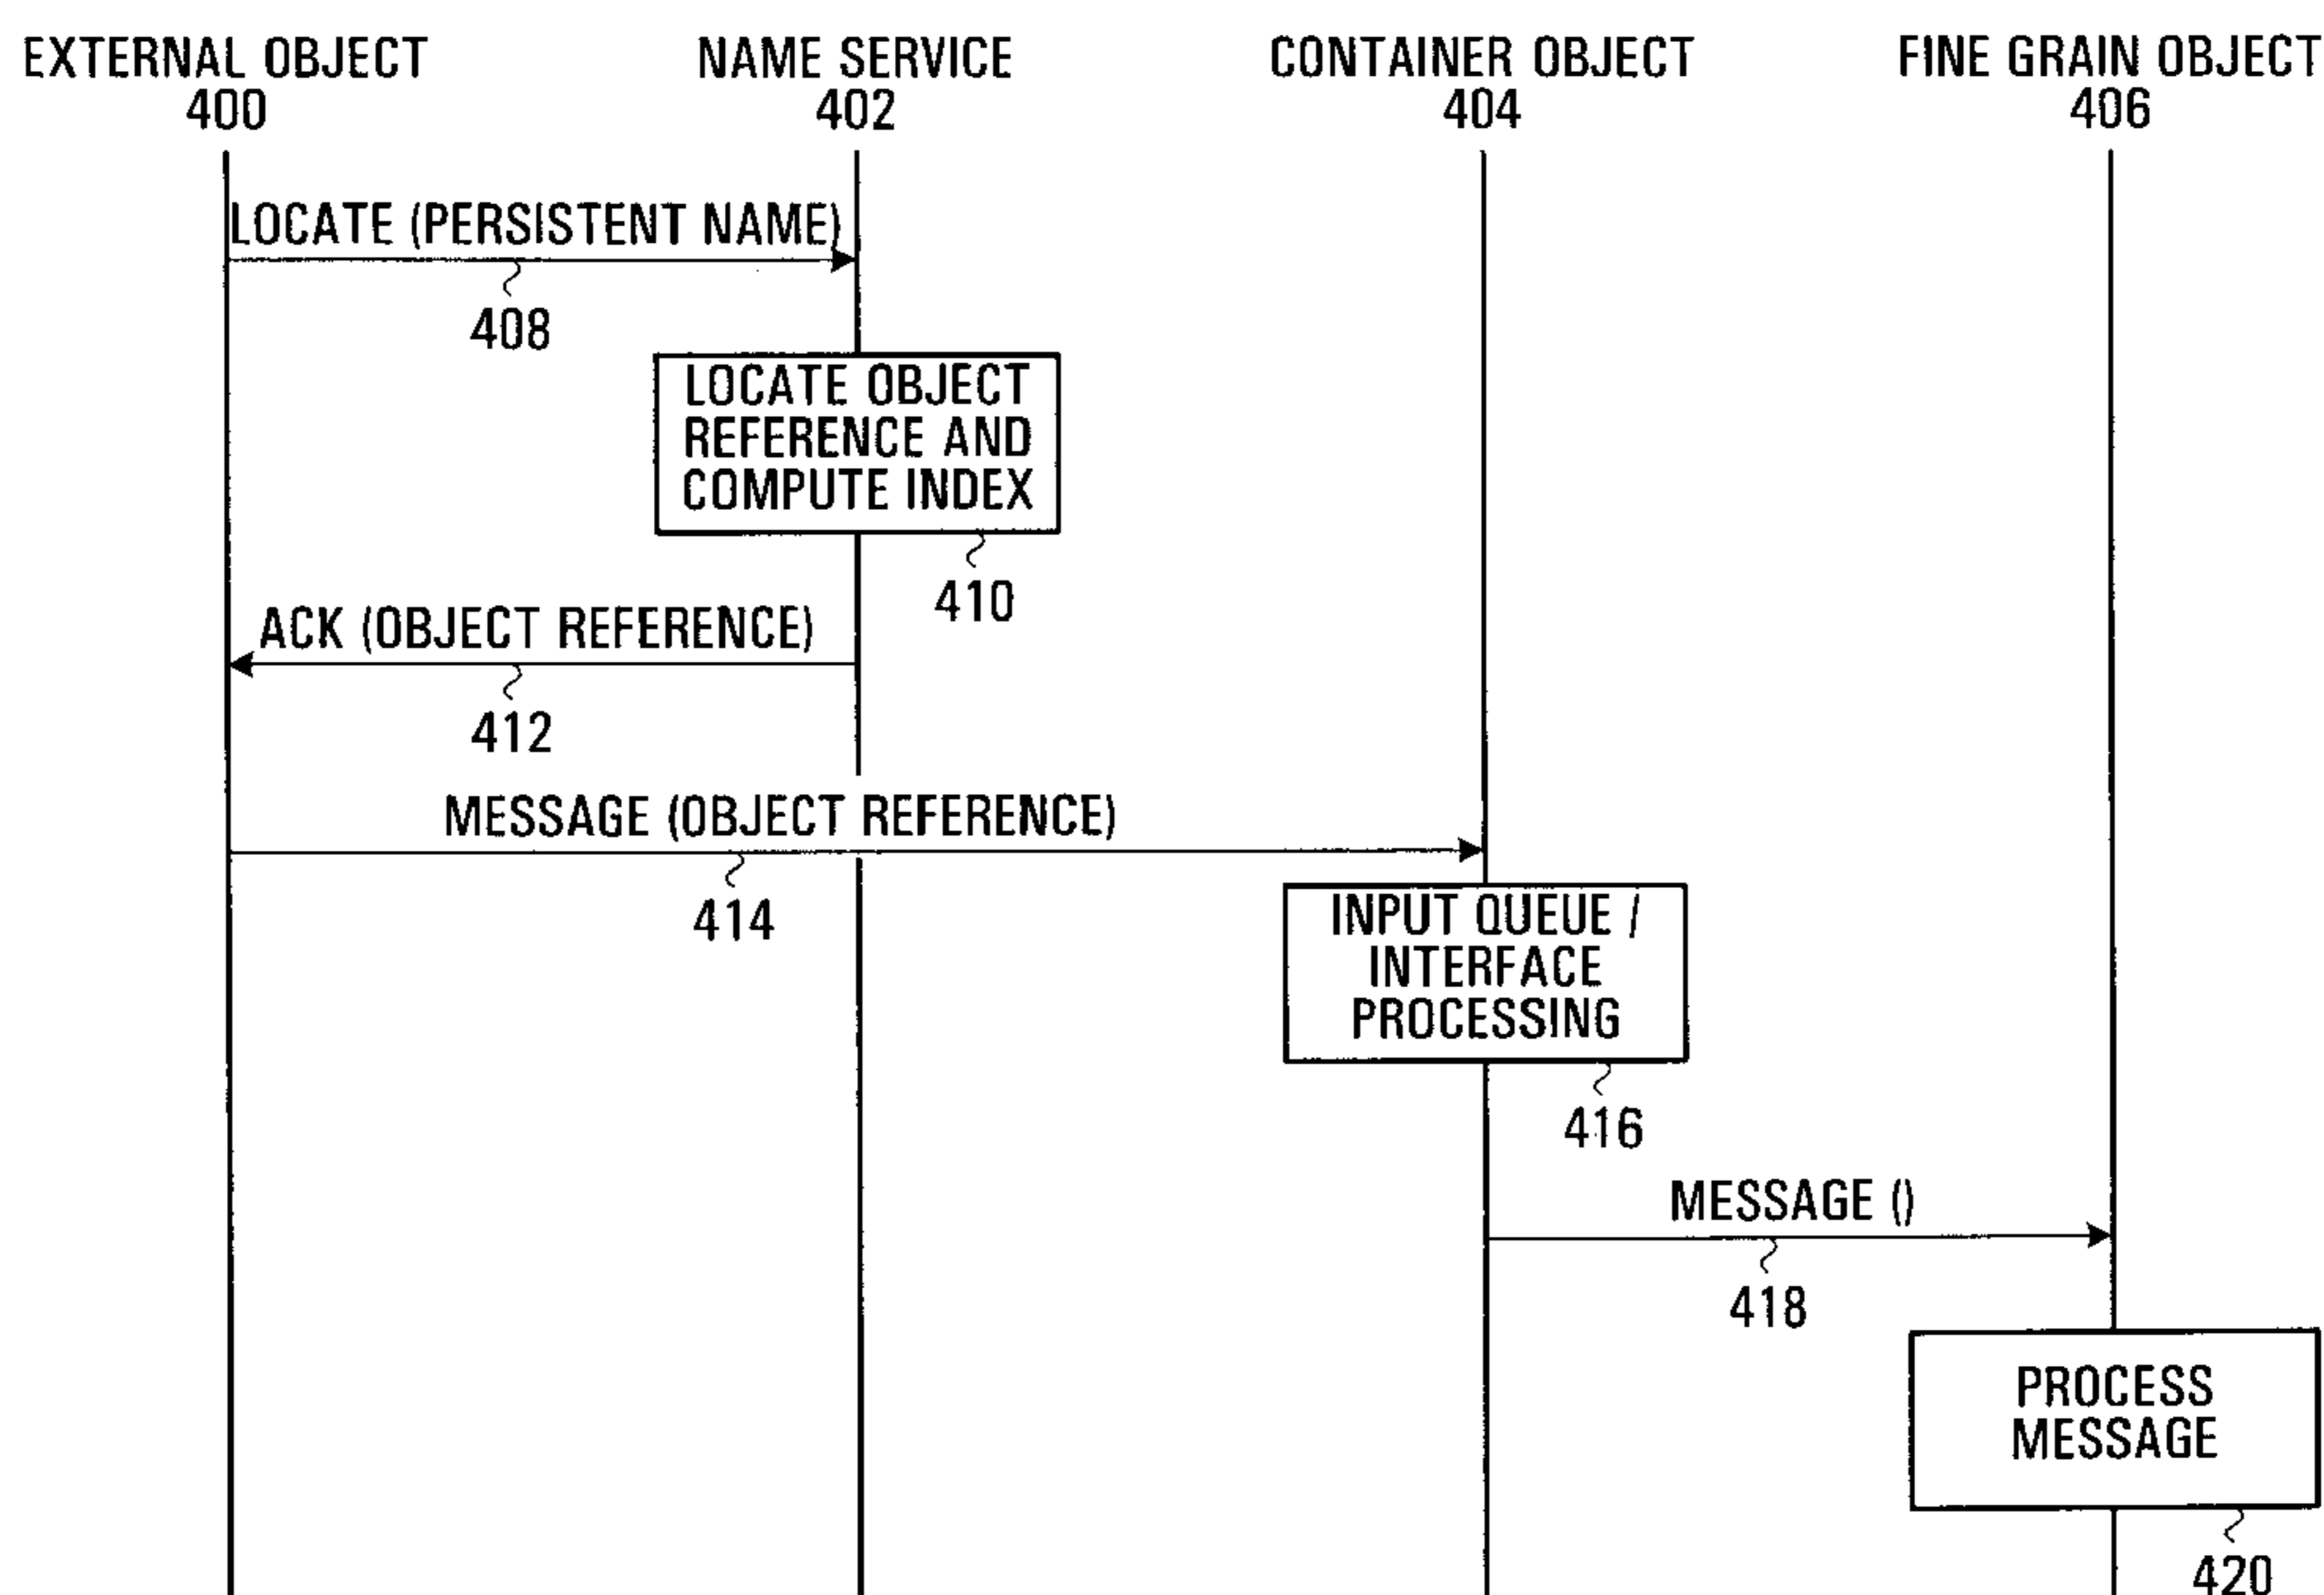 EXTERNAL OBJECT
400
NAME SERVICE
402
CONTAINER OBJECT
404
FINE GRAIN OBJECT
406
LOCATE (PERSISTENT NAME)
408
LOCATE OBJECT
REFERENCE AND
COMPUTE INDEX
410
ACK (OBJECT REFERENCE)
412
MESSAGE (OBJECT REFERENCE)
414
INPUT QUEUE /
INTERFACE
PROCESSING
416
MESSAGE ()
418
PROCESS
MESSAGE
420